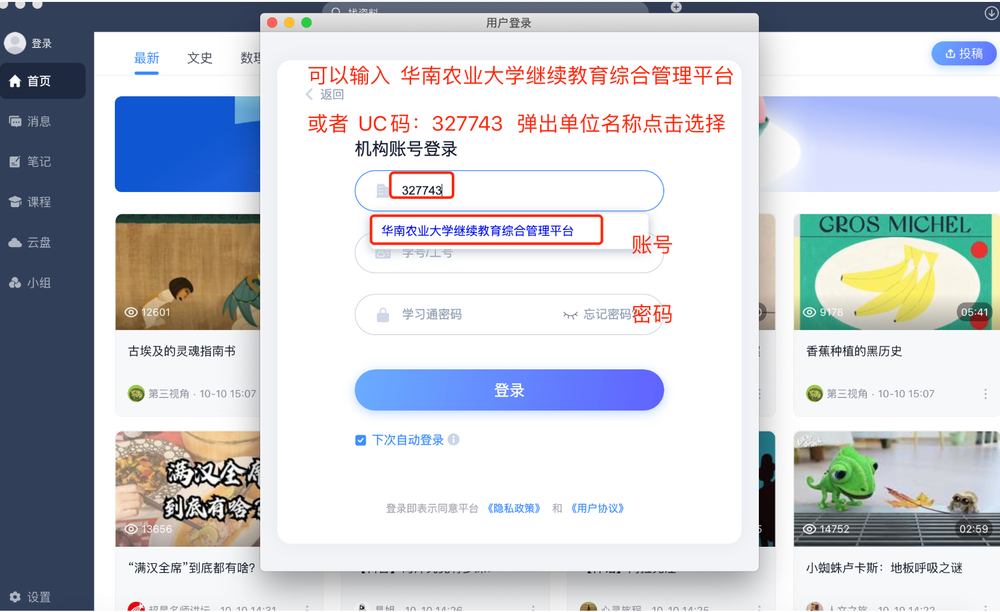 找资料
用户登录
登录
首页
消息
笔记
课程
云盘
小组
设置
最新
文史
数理
投稿
可以输入 华南农业大学继续教育综合管理平台
返回
或者 UC码：327743 弹出单位名称点击选择
机构账号登录
327743
华南农业大学继续教育综合管理平台
账号
学号/工号
学习通密码
忘记密码
密码
登录
下次自动登录
登录即表示同意平台 《隐私政策》 和 《用户协议》
12601
古埃及的灵魂指南书
第三视角 · 10-10 15:07
GROS MICHEL
9178
05:41
香蕉种植的黑历史
第三视角 · 10-10 15:07
满汉全席
到底有啥?
13656
“满汉全席”到底都有啥?
超星名师讲坛 10-10 14:31
昌旭 10-10 14:26
心灵旅程 10-10 14:25
14752
02:59
小蜘蛛卢卡斯：地板呼吸之谜
人文之旅 10-10 14:22